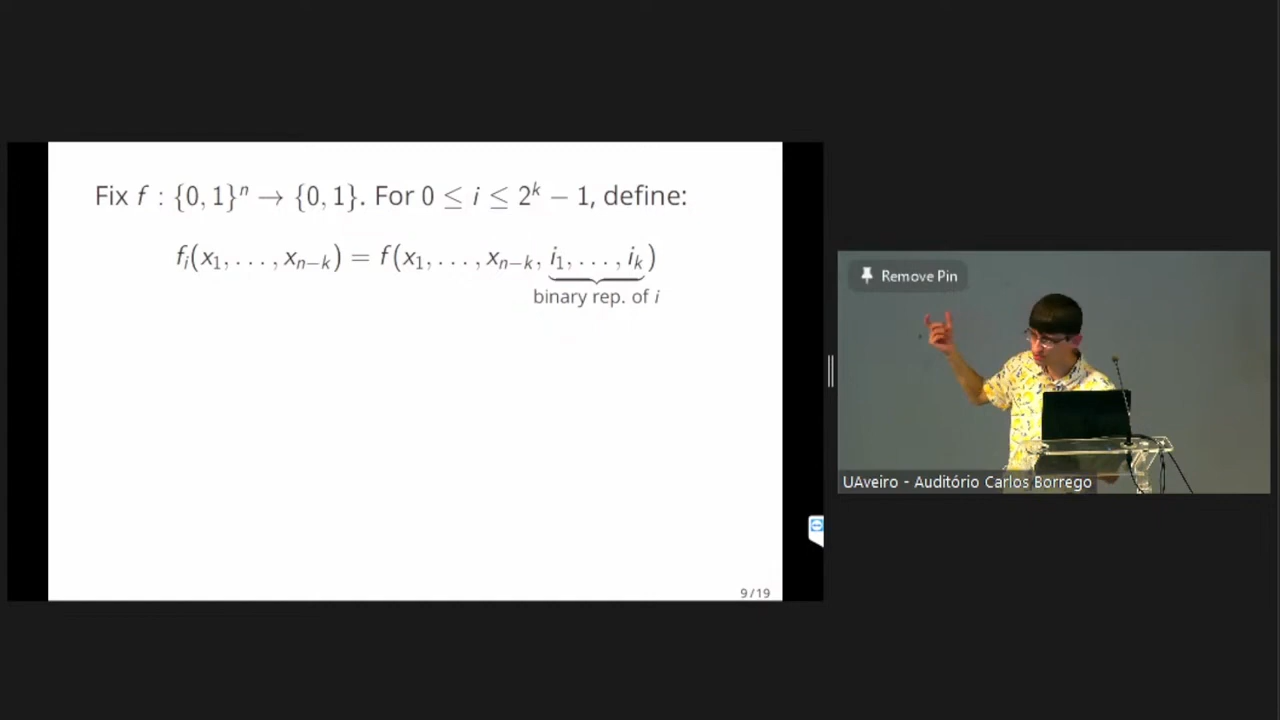 Fix f : {0, 1}ⁿ → {0, 1}. For 0 ≤ i ≤ 2ᵏ − 1, define:
fᵢ(x₁, . . . , xₙ₋ₖ) = f(x₁, . . . , xₙ₋ₖ, i₁, . . . , iₖ)
binary rep. of i
9 / 19
Remove Pin
UAveiro - Auditório Carlos Borrego